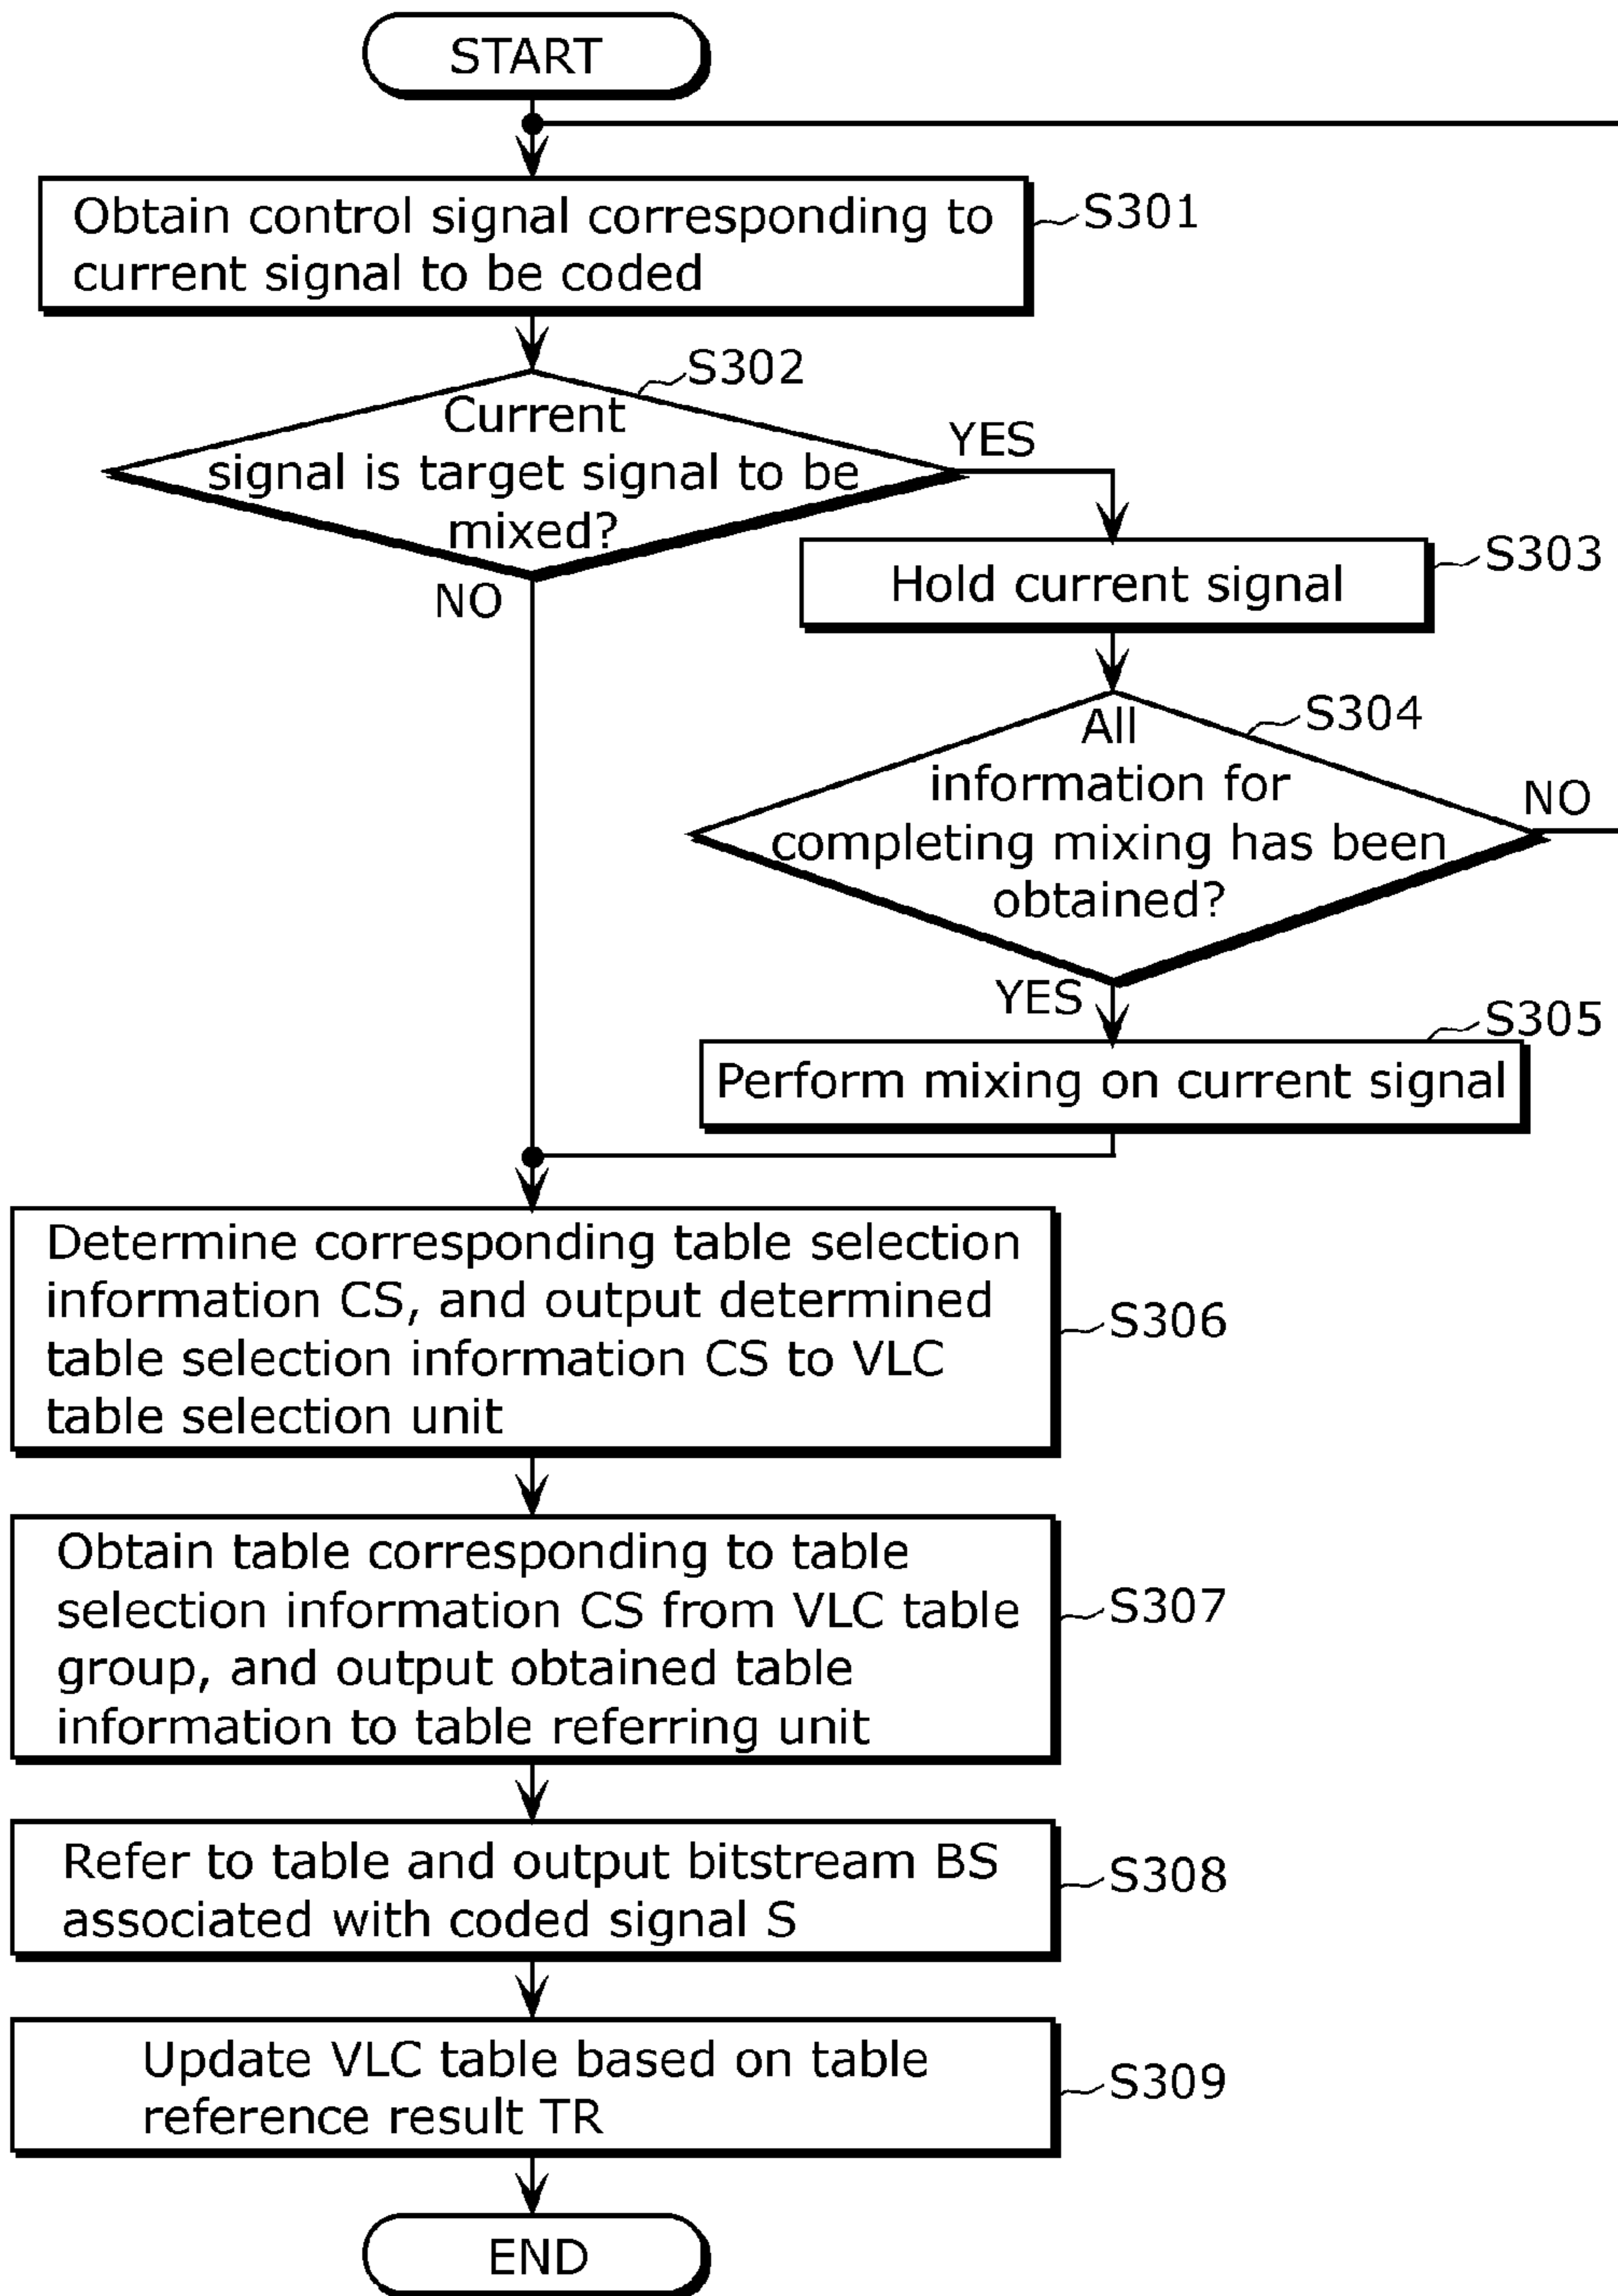 START
Obtain control signal corresponding to
current signal to be coded
S301
S302
Current
signal is target signal to be
mixed?
YES
NO
Hold current signal
S303
S304
All
information for
completing mixing has been
obtained?
NO
YES
S305
Perform mixing on current signal
Determine corresponding table selection
information CS, and output determined
table selection information CS to VLC
table selection unit
S306
Obtain table corresponding to table
selection information CS from VLC table
group, and output obtained table
information to table referring unit
S307
Refer to table and output bitstream BS
associated with coded signal S
S308
Update VLC table based on table
reference result TR
S309
END